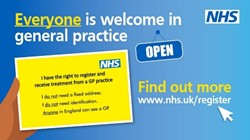 Everyone is welcome in
general practice
NHS
OPEN
NHS
I have the right to register and
receive treatment from a GP practice
I do not need a fixed address.
I do not need identification.
Anyone in England can see a GP.
Find out more
www.nhs.uk/register